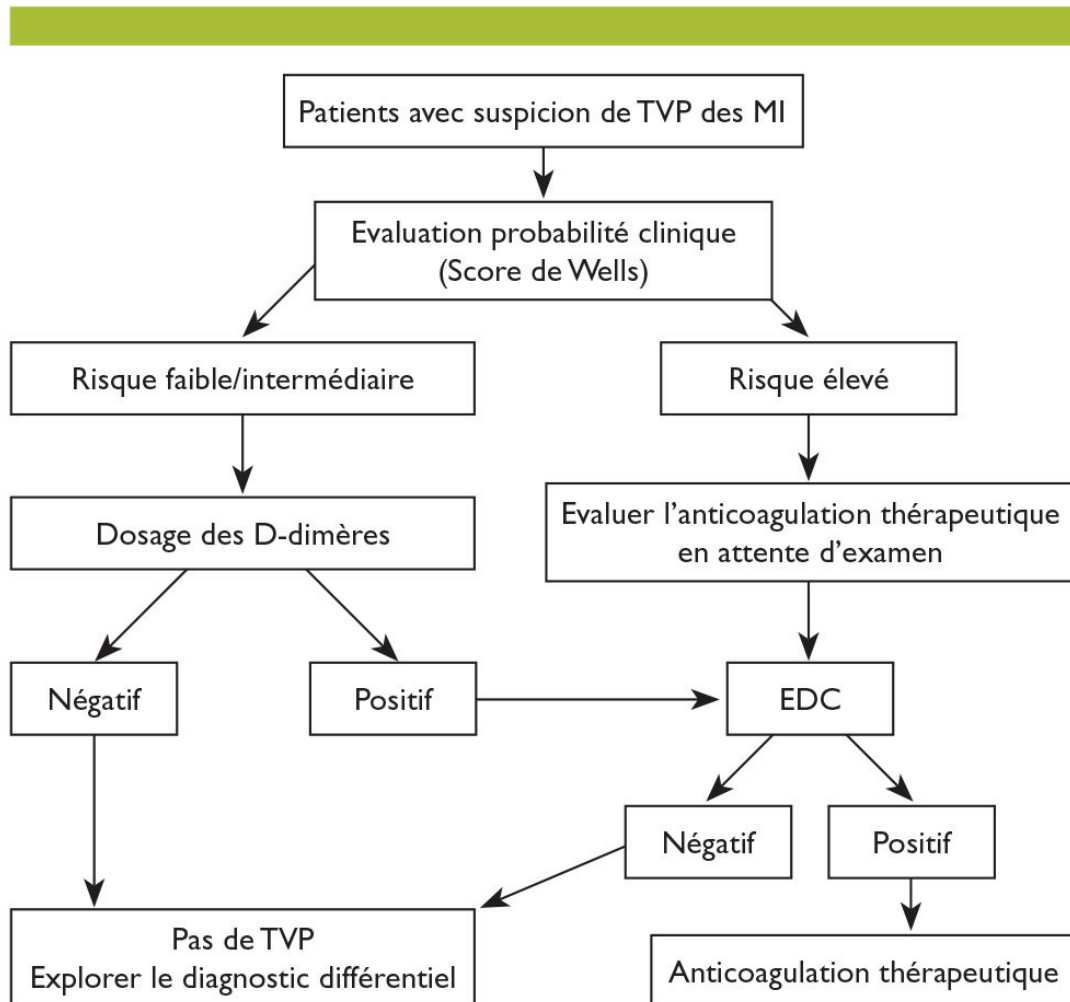 Patients avec suspicion de TVP des MI
Evaluation probabilité clinique
(Score de Wells)
Risque faible/intermédiaire
Risque élevé
Dosage des D-dimères
Evaluer l'anticoagulation thérapeutique
en attente d'examen
Négatif
Positif
EDC
Négatif
Positif
Pas de TVP
Explorer le diagnostic différentiel
Anticoagulation thérapeutique